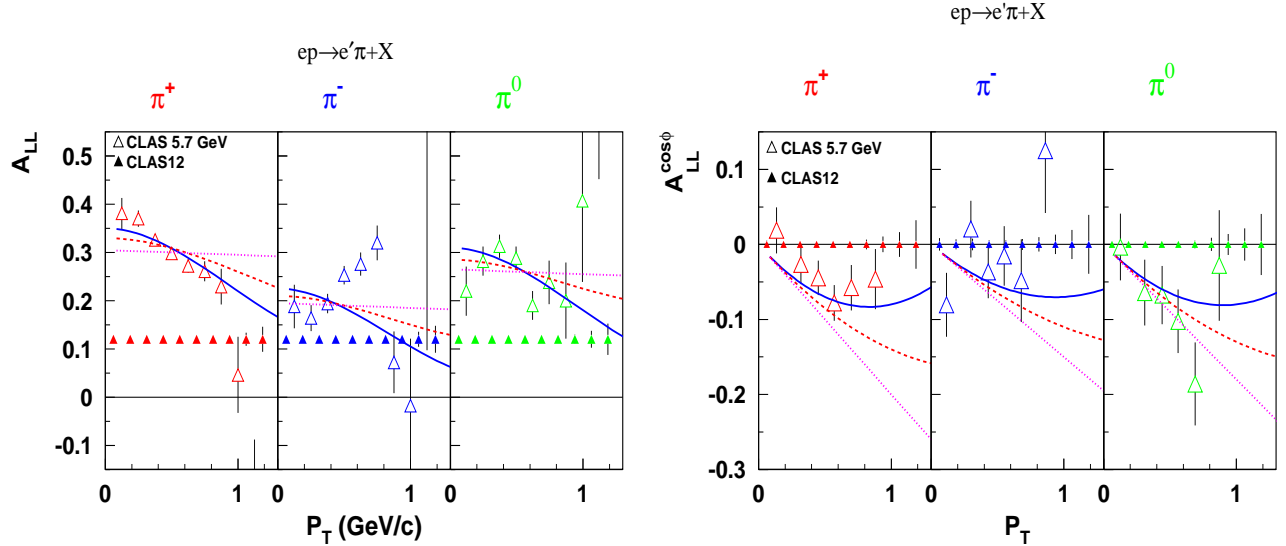 ep→e′π+X
π+ π- π0
A_LL
CLAS 5.7 GeV
CLAS12
0.5
0.4
0.3
0.2
0.1
0
-0.1
0 1 0 1 0 1
P_T (GeV/c)
ep→e'π+X
π+ π- π0
A_LL^cosϕ
CLAS 5.7 GeV
CLAS12
0.1
0
-0.1
-0.2
-0.3
0 1 0 1 0 1
P_T